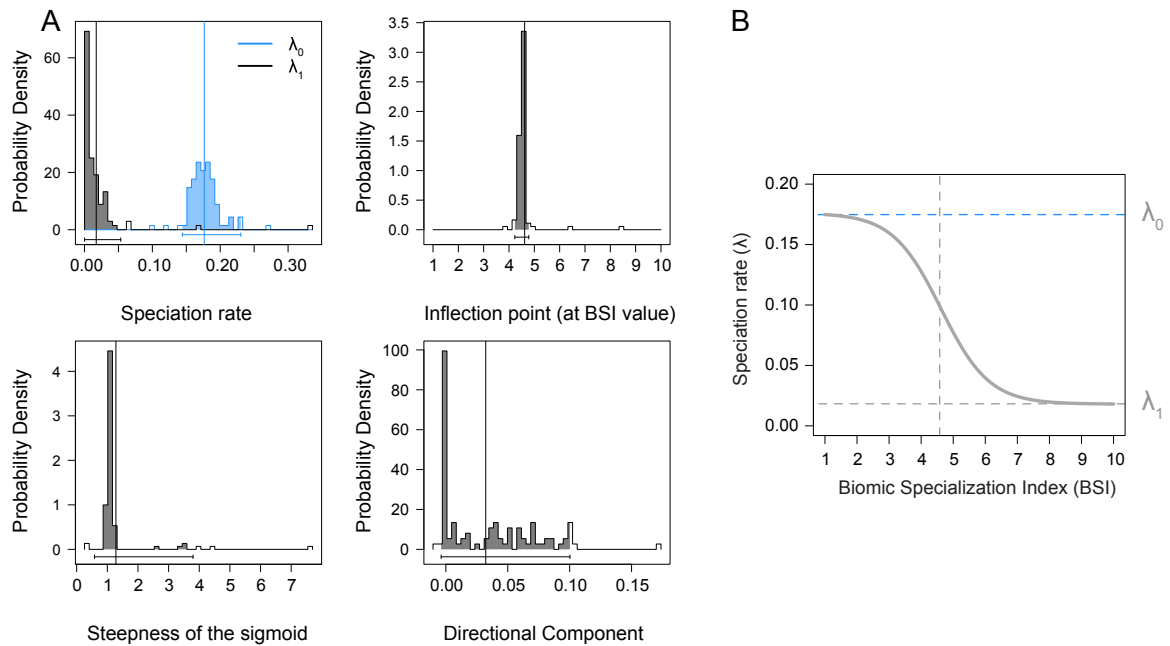 A
Probability Density
60
40
20
0
0.00 0.10 0.20 0.30
Speciation rate
λ0
λ1
Probability Density
3.5
3.0
2.5
2.0
1.5
1.0
0.5
0.0
1 2 3 4 5 6 7 8 9 10
Inflection point (at BSI value)
Probability Density
4
3
2
1
0
0 1 2 3 4 5 6 7
Steepness of the sigmoid
Probability Density
100
80
60
40
20
0
0.00 0.05 0.10 0.15
Directional Component
B
Speciation rate (λ)
0.20
0.15
0.10
0.05
0.00
λ0
λ1
1 2 3 4 5 6 7 8 9 10
Biomic Specialization Index (BSI)